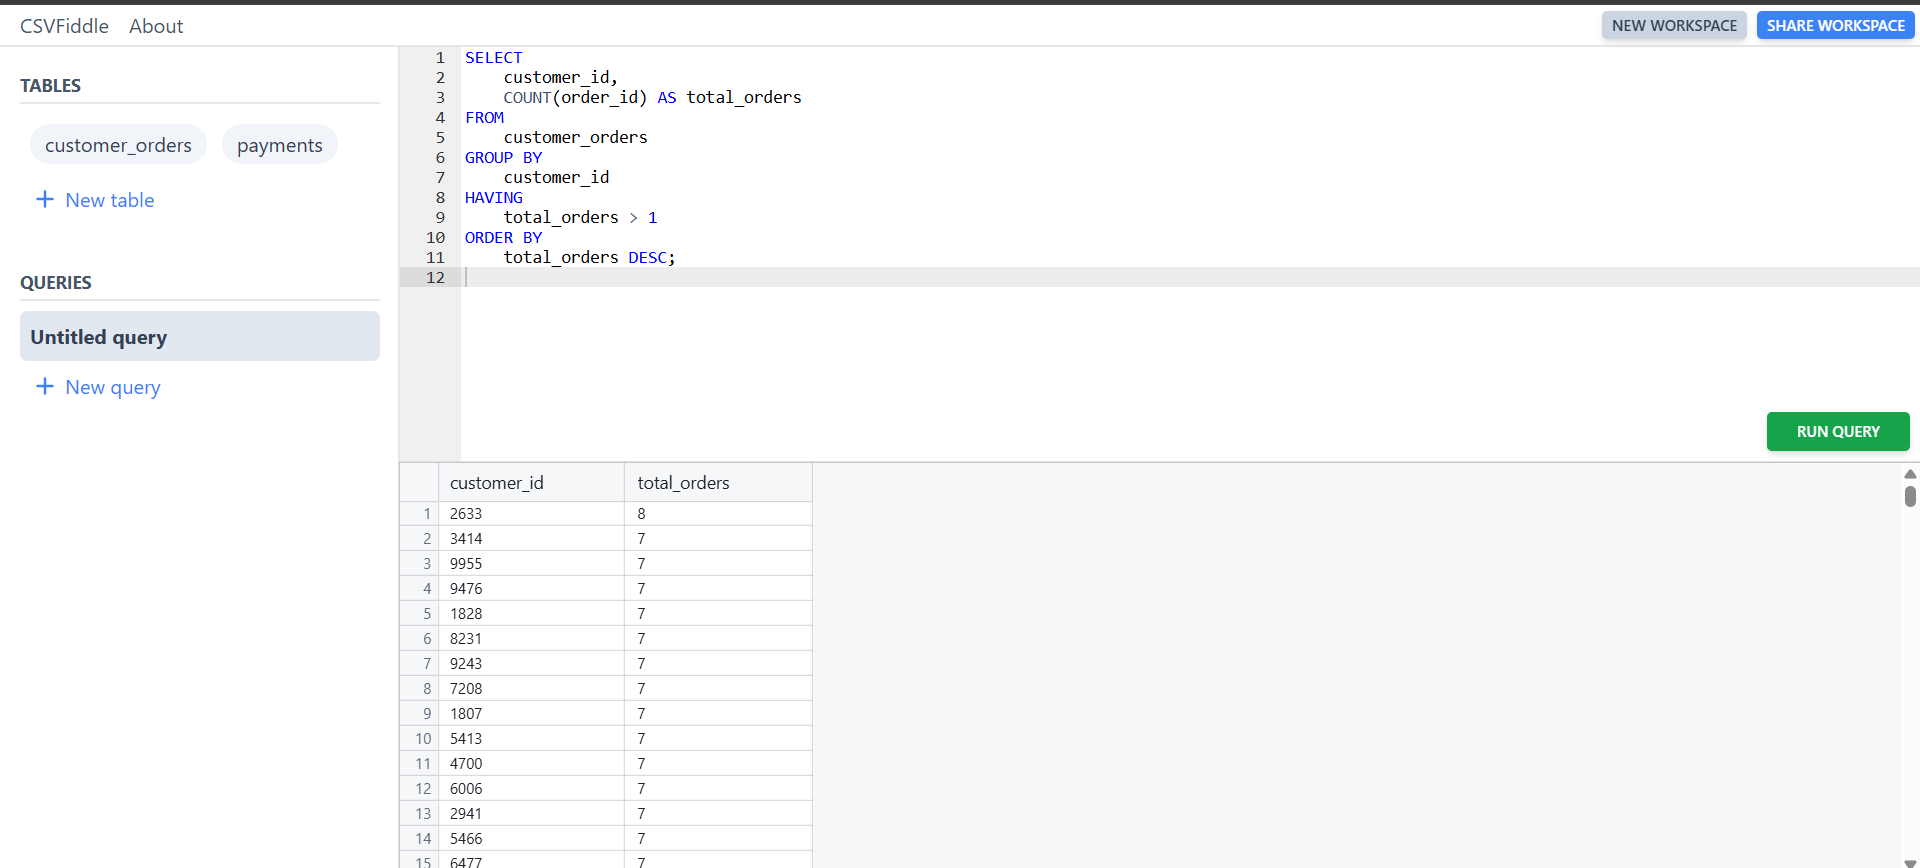 CSVFiddle About NEW WORKSPACE SHARE WORKSPACE
TABLES
customer_orders payments
+ New table
QUERIES
Untitled query
+ New query
1 SELECT
2 customer_id,
3 COUNT(order_id) AS total_orders
4 FROM
5 customer_orders
6 GROUP BY
7 customer_id
8 HAVING
9 total_orders > 1
10 ORDER BY
11 total_orders DESC;
12
RUN QUERY
customer_id total_orders
1 2633 8
2 3414 7
3 9955 7
4 9476 7
5 1828 7
6 8231 7
7 9243 7
8 7208 7
9 1807 7
10 5413 7
11 4700 7
12 6006 7
13 2941 7
14 5466 7
15 6477 7